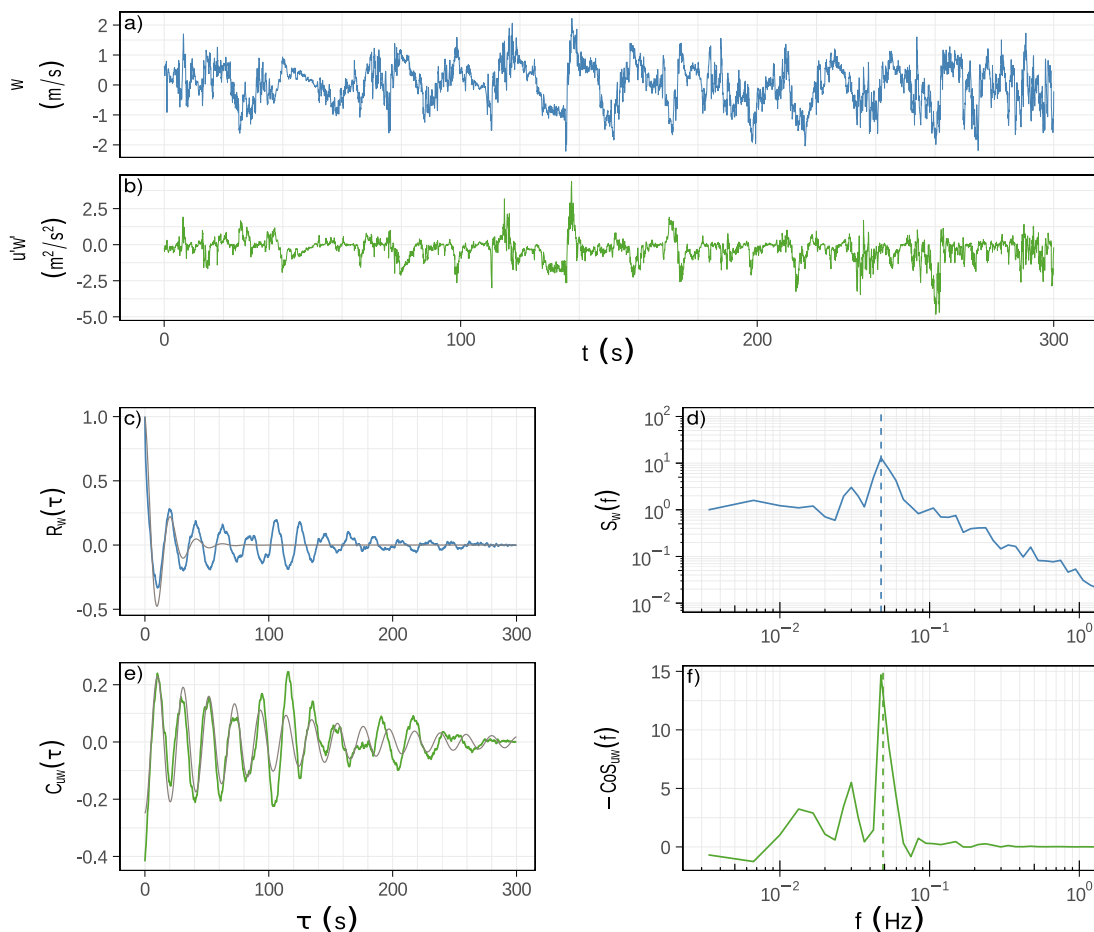 a)
w
(m/s)
2
1
0
-1
-2
b)
u'w'
(m²/s²)
2.5
0.0
-2.5
-5.0
0 100 200 300
t (s)
c)
R_w(τ)
1.0
0.5
0.0
-0.5
0 100 200 300
d)
S_w(f)
10²
10¹
10⁰
10⁻¹
10⁻²
10⁻² 10⁻¹ 10⁰
e)
C_uw(τ)
0.2
0.0
-0.2
-0.4
0 100 200 300
τ (s)
f)
−CoS_uw(f)
15
10
5
0
10⁻² 10⁻¹ 10⁰
f (Hz)